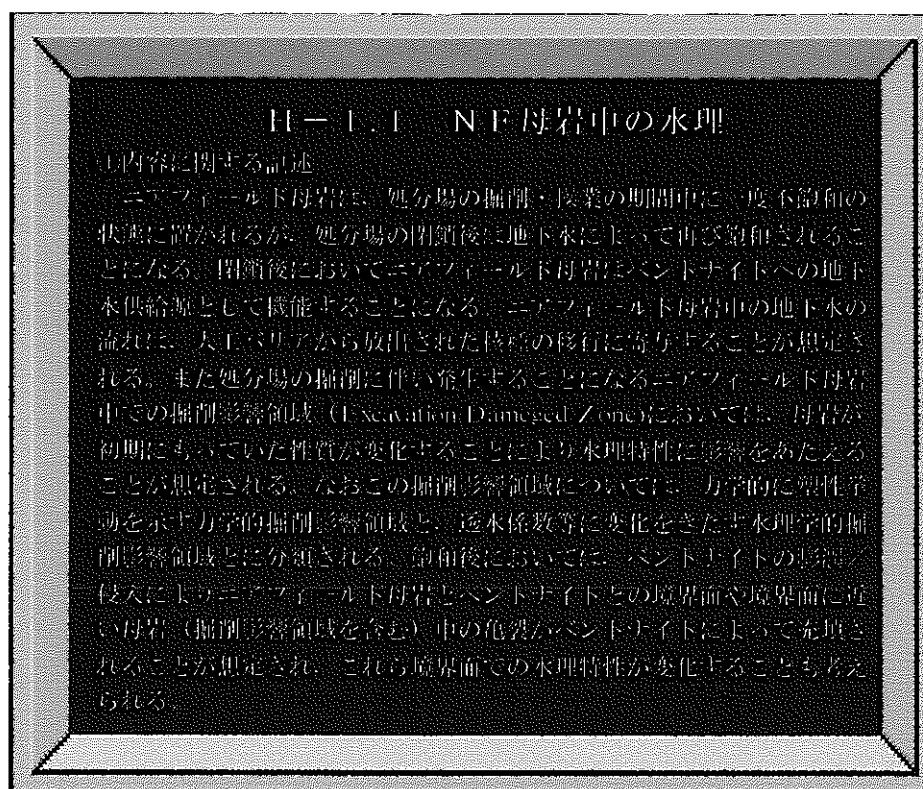 H－1.1　NF母岩中の水理
①内容に関する記述
ニアフィールド母岩は、処分場の掘削・操業の期間中に一度不飽和の
状態に置かれるが、処分場の閉鎖後は地下水によって再び飽和されるこ
とになる。閉鎖後においてニアフィールド母岩はベントナイトへの地下
水供給源として機能することになる。ニアフィールド母岩中の地下水の
流れは、人工バリアから放出された核種の移行に寄与することが想定さ
れる。また処分場の掘削に伴い発生することになるニアフィールド母岩
中での掘削影響領域（Excavation Dameged Zone)においては、母岩が
初期にもっていた性質が変化することにより水理特性に影響をあたえる
ことが想定される。なおこの掘削影響領域については、力学的に塑性挙
動を示す力学的掘削影響領域と、透水係数等に変化をきたす水理学的掘
削影響領域とに分類される。飽和後においては、ベントナイトの膨潤／
侵入によりニアフィールド母岩とベントナイトとの境界面や境界面に近
い母岩（掘削影響領域を含む）中の亀裂がベントナイトによって充填さ
れることが想定され、これら境界面での水理特性が変化することも考え
られる。